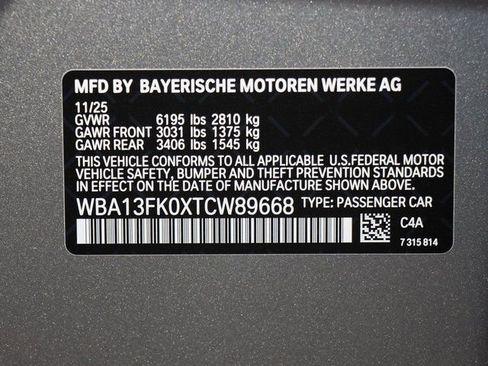 MFD BY BAYERISCHE MOTOREN WERKE AG
11/25
GVWR 6195 lbs 2810 kg
GAWR FRONT 3031 lbs 1375 kg
GAWR REAR 3406 lbs 1545 kg
THIS VEHICLE CONFORMS TO ALL APPLICABLE U.S.FEDERAL MOTOR
VEHICLE SAFETY, BUMPER AND THEFT PREVENTION STANDARDS
IN EFFECT ON THE DATE OF MANUFACTURE SHOWN ABOVE.
WBA13FK0XTCW89668 TYPE: PASSENGER CAR
C4A
7 315 814